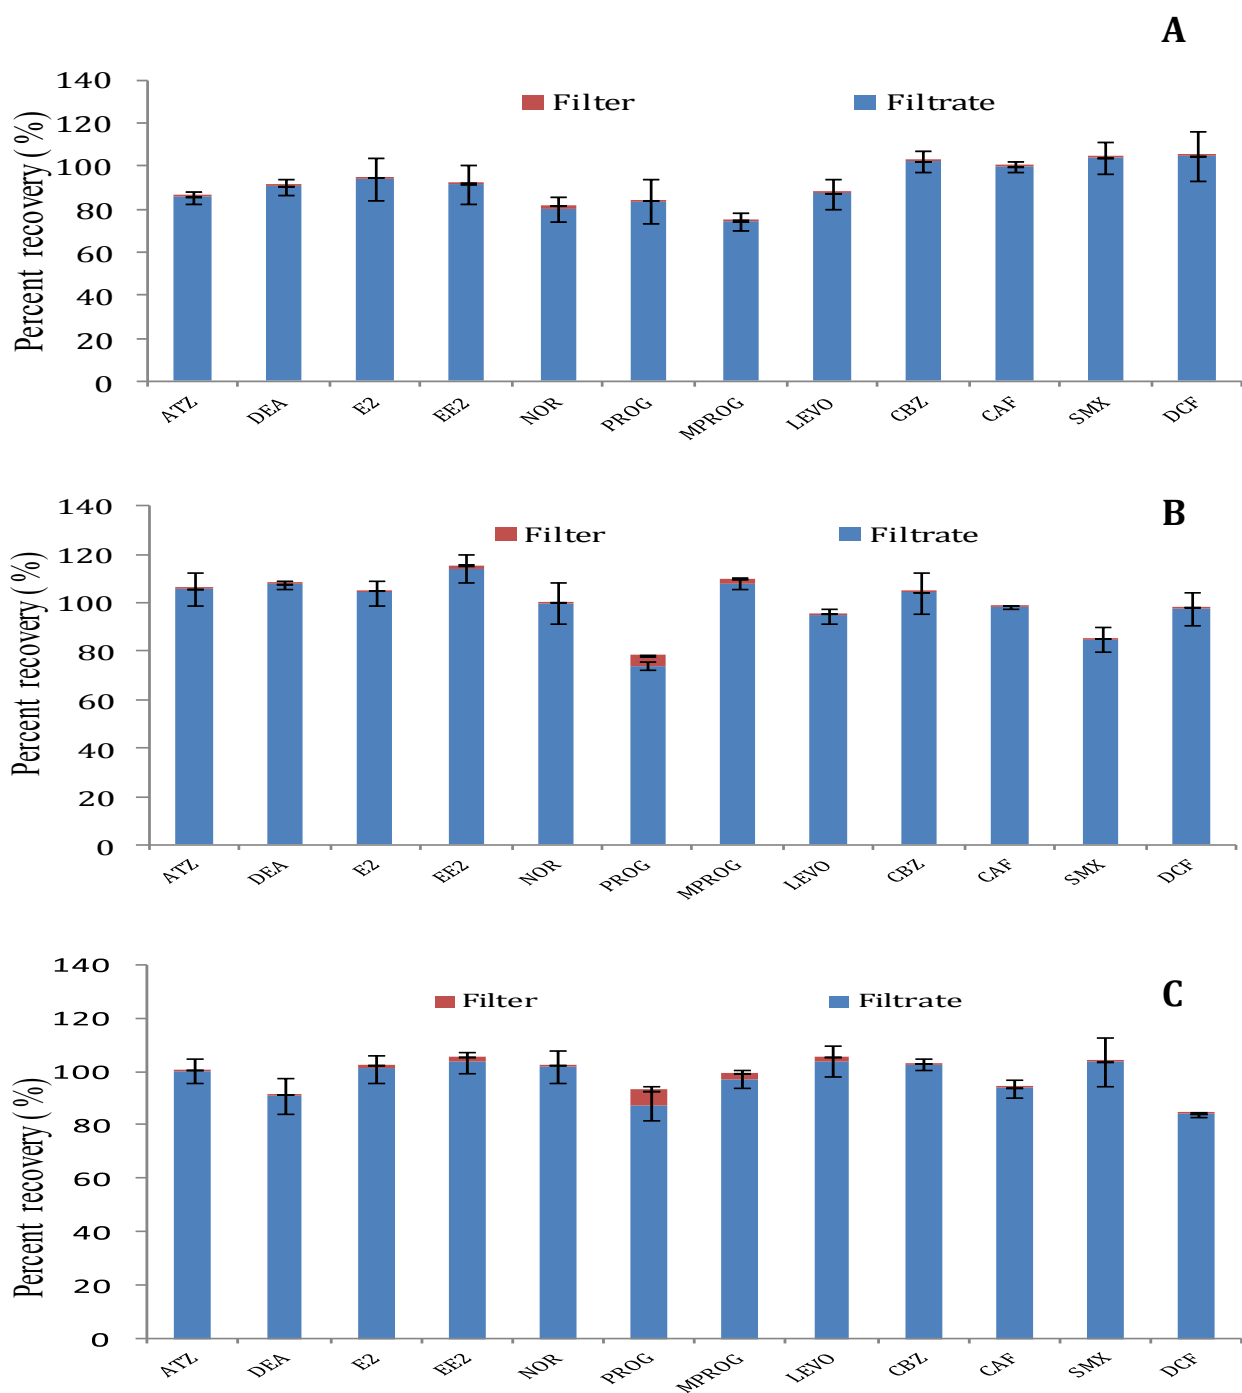 A
140
120
100
80
60
40
20
0
Percent recovery (%)
Filter Filtrate
ATZ DEA E2 EE2 NOR PROG MPROG LEVO CBZ CAF SMX DCF
B
140
120
100
80
60
40
20
0
Percent recovery (%)
Filter Filtrate
ATZ DEA E2 EE2 NOR PROG MPROG LEVO CBZ CAF SMX DCF
C
140
120
100
80
60
40
20
0
Percent recovery (%)
Filter Filtrate
ATZ DEA E2 EE2 NOR PROG MPROG LEVO CBZ CAF SMX DCF